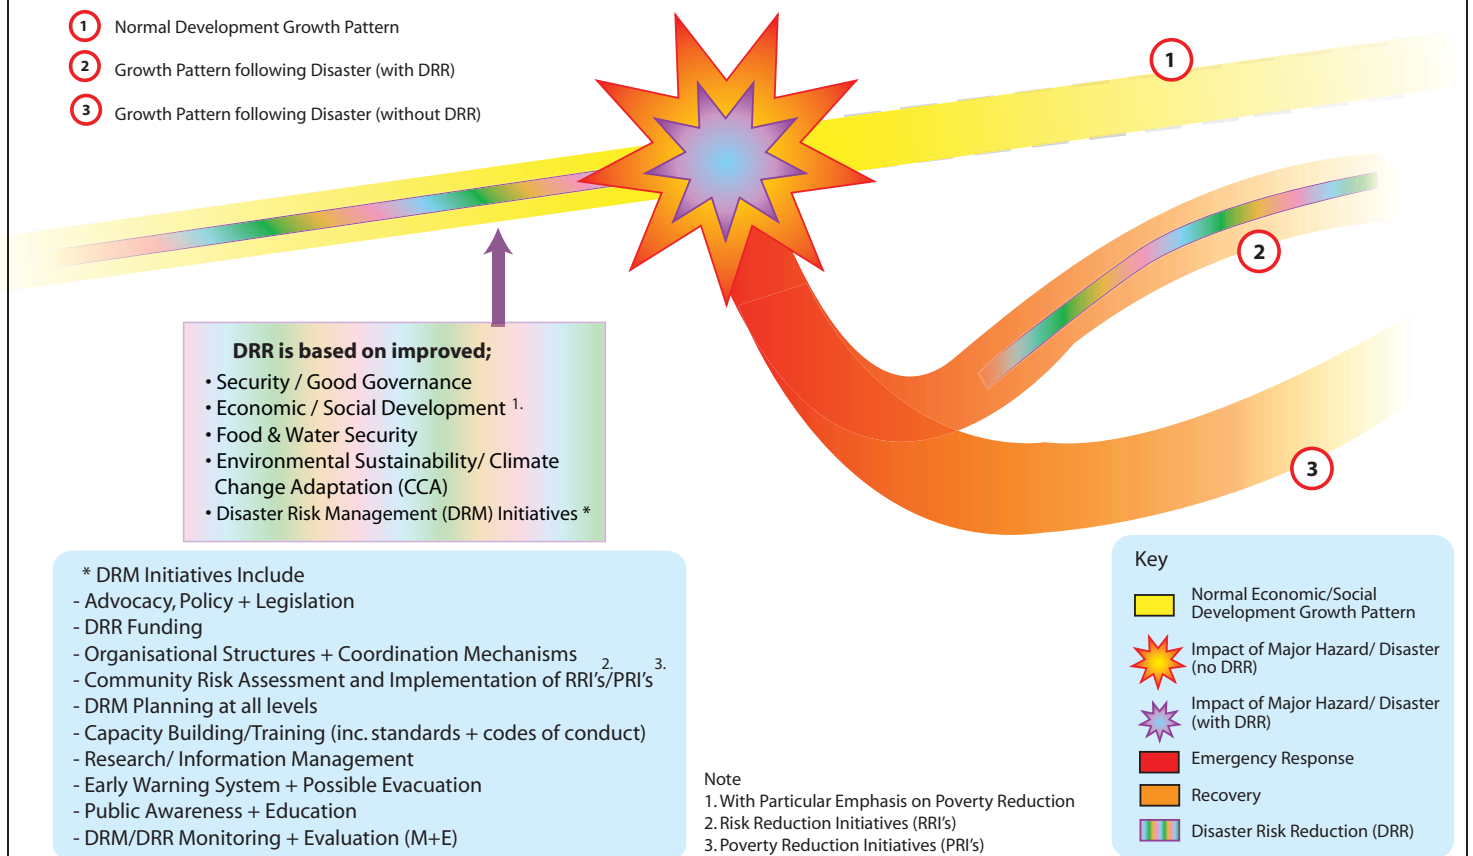 1 Normal Development Growth Pattern
2 Growth Pattern following Disaster (with DRR)
3 Growth Pattern following Disaster (without DRR)
1
2
3
DRR is based on improved;
• Security / Good Governance
• Economic / Social Development 1.
• Food & Water Security
• Environmental Sustainability/ Climate
Change Adaptation (CCA)
• Disaster Risk Management (DRM) Initiatives *
* DRM Initiatives Include
- Advocacy, Policy + Legislation
- DRR Funding
- Organisational Structures + Coordination Mechanisms
- Community Risk Assessment and Implementation of RRI's 2./PRI's 3.
- DRM Planning at all levels
- Capacity Building/Training (inc. standards + codes of conduct)
- Research/ Information Management
- Early Warning System + Possible Evacuation
- Public Awareness + Education
- DRM/DRR Monitoring + Evaluation (M+E)
Note
1. With Particular Emphasis on Poverty Reduction
2. Risk Reduction Initiatives (RRI's)
3. Poverty Reduction Initiatives (PRI's)
Key
Normal Economic/Social
Development Growth Pattern
Impact of Major Hazard/ Disaster
(no DRR)
Impact of Major Hazard/ Disaster
(with DRR)
Emergency Response
Recovery
Disaster Risk Reduction (DRR)